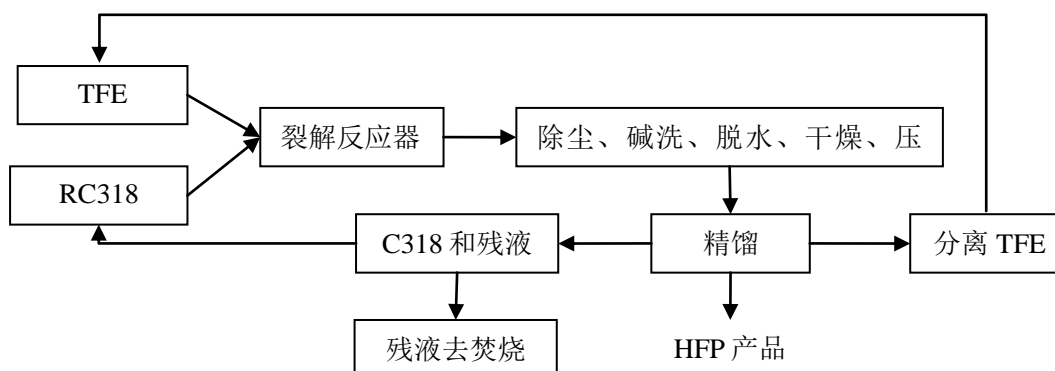 TFE
裂解反应器
除尘、碱洗、脱水、干燥、压
RC318
C318 和残液
精馏
分离 TFE
残液去焚烧
HFP 产品